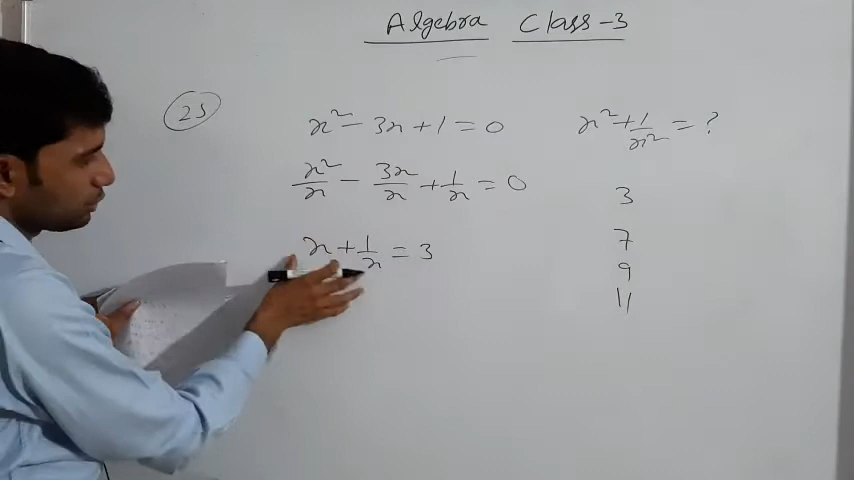 Algebra Class-3
25
x² - 3x + 1 = 0
x² + 1/x² = ?
x²/x - 3x/x + 1/x = 0
3
x + 1/x = 3
7
9
11